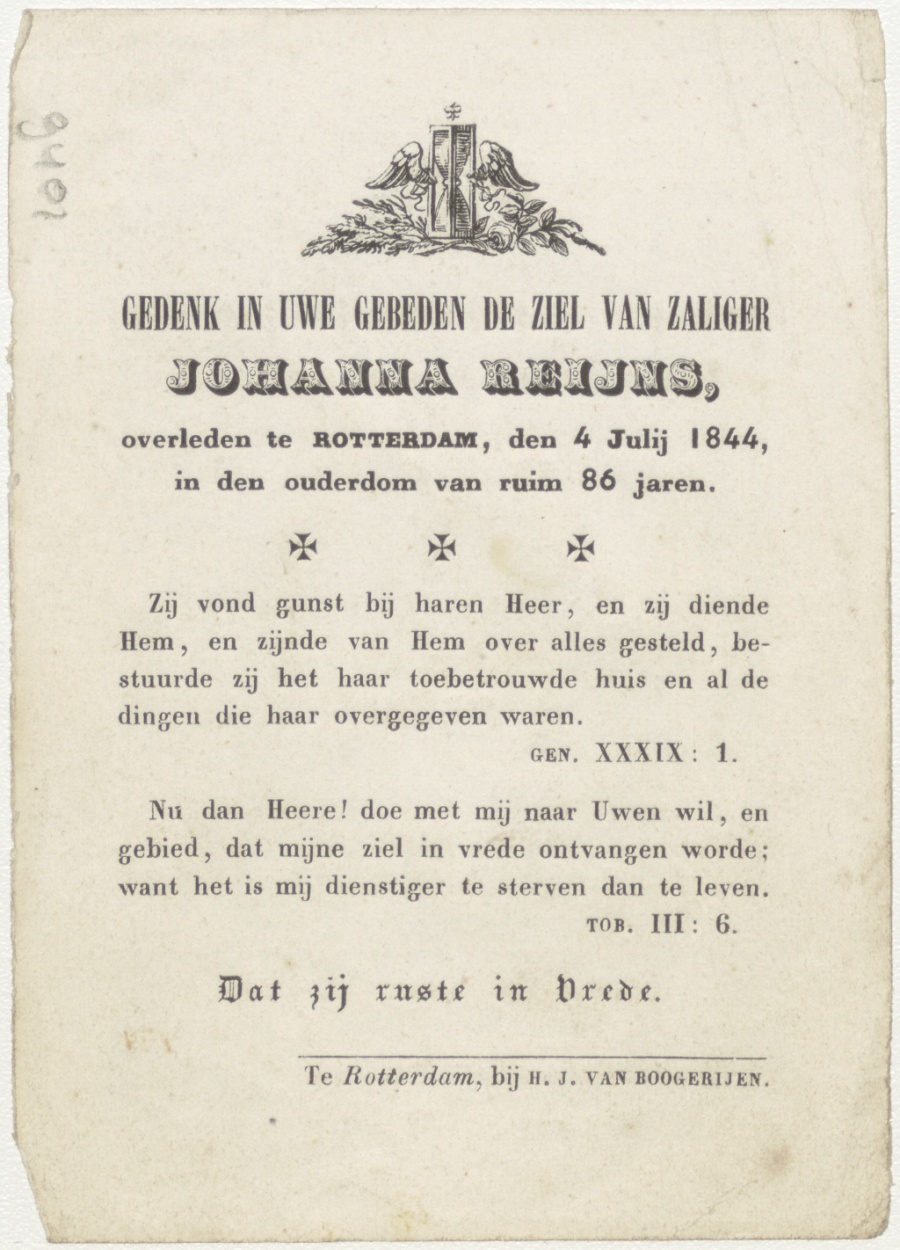 GEDENK IN UWE GEBEDEN DE ZIEL VAN ZALIGER
JOHANNA REIJNS,
overleden te ROTTERDAM, den 4 Julij 1844,
in den ouderdom van ruim 86 jaren.
✠ ✠ ✠
Zij vond gunst bij haren Heer, en zij diende
Hem, en zijnde van Hem over alles gesteld, be-
stuurde zij het haar toebetrouwde huis en al de
dingen die haar overgegeven waren.
GEN. XXXIX: 1.
Nu dan Heere! doe met mij naar Uwen wil, en
gebied, dat mijne ziel in vrede ontvangen worde;
want het is mij dienstiger te sterven dan te leven.
TOB. III: 6.
Dat zij ruste in Vrede.
Te Rotterdam, bij H. J. VAN BOOGERIJEN.